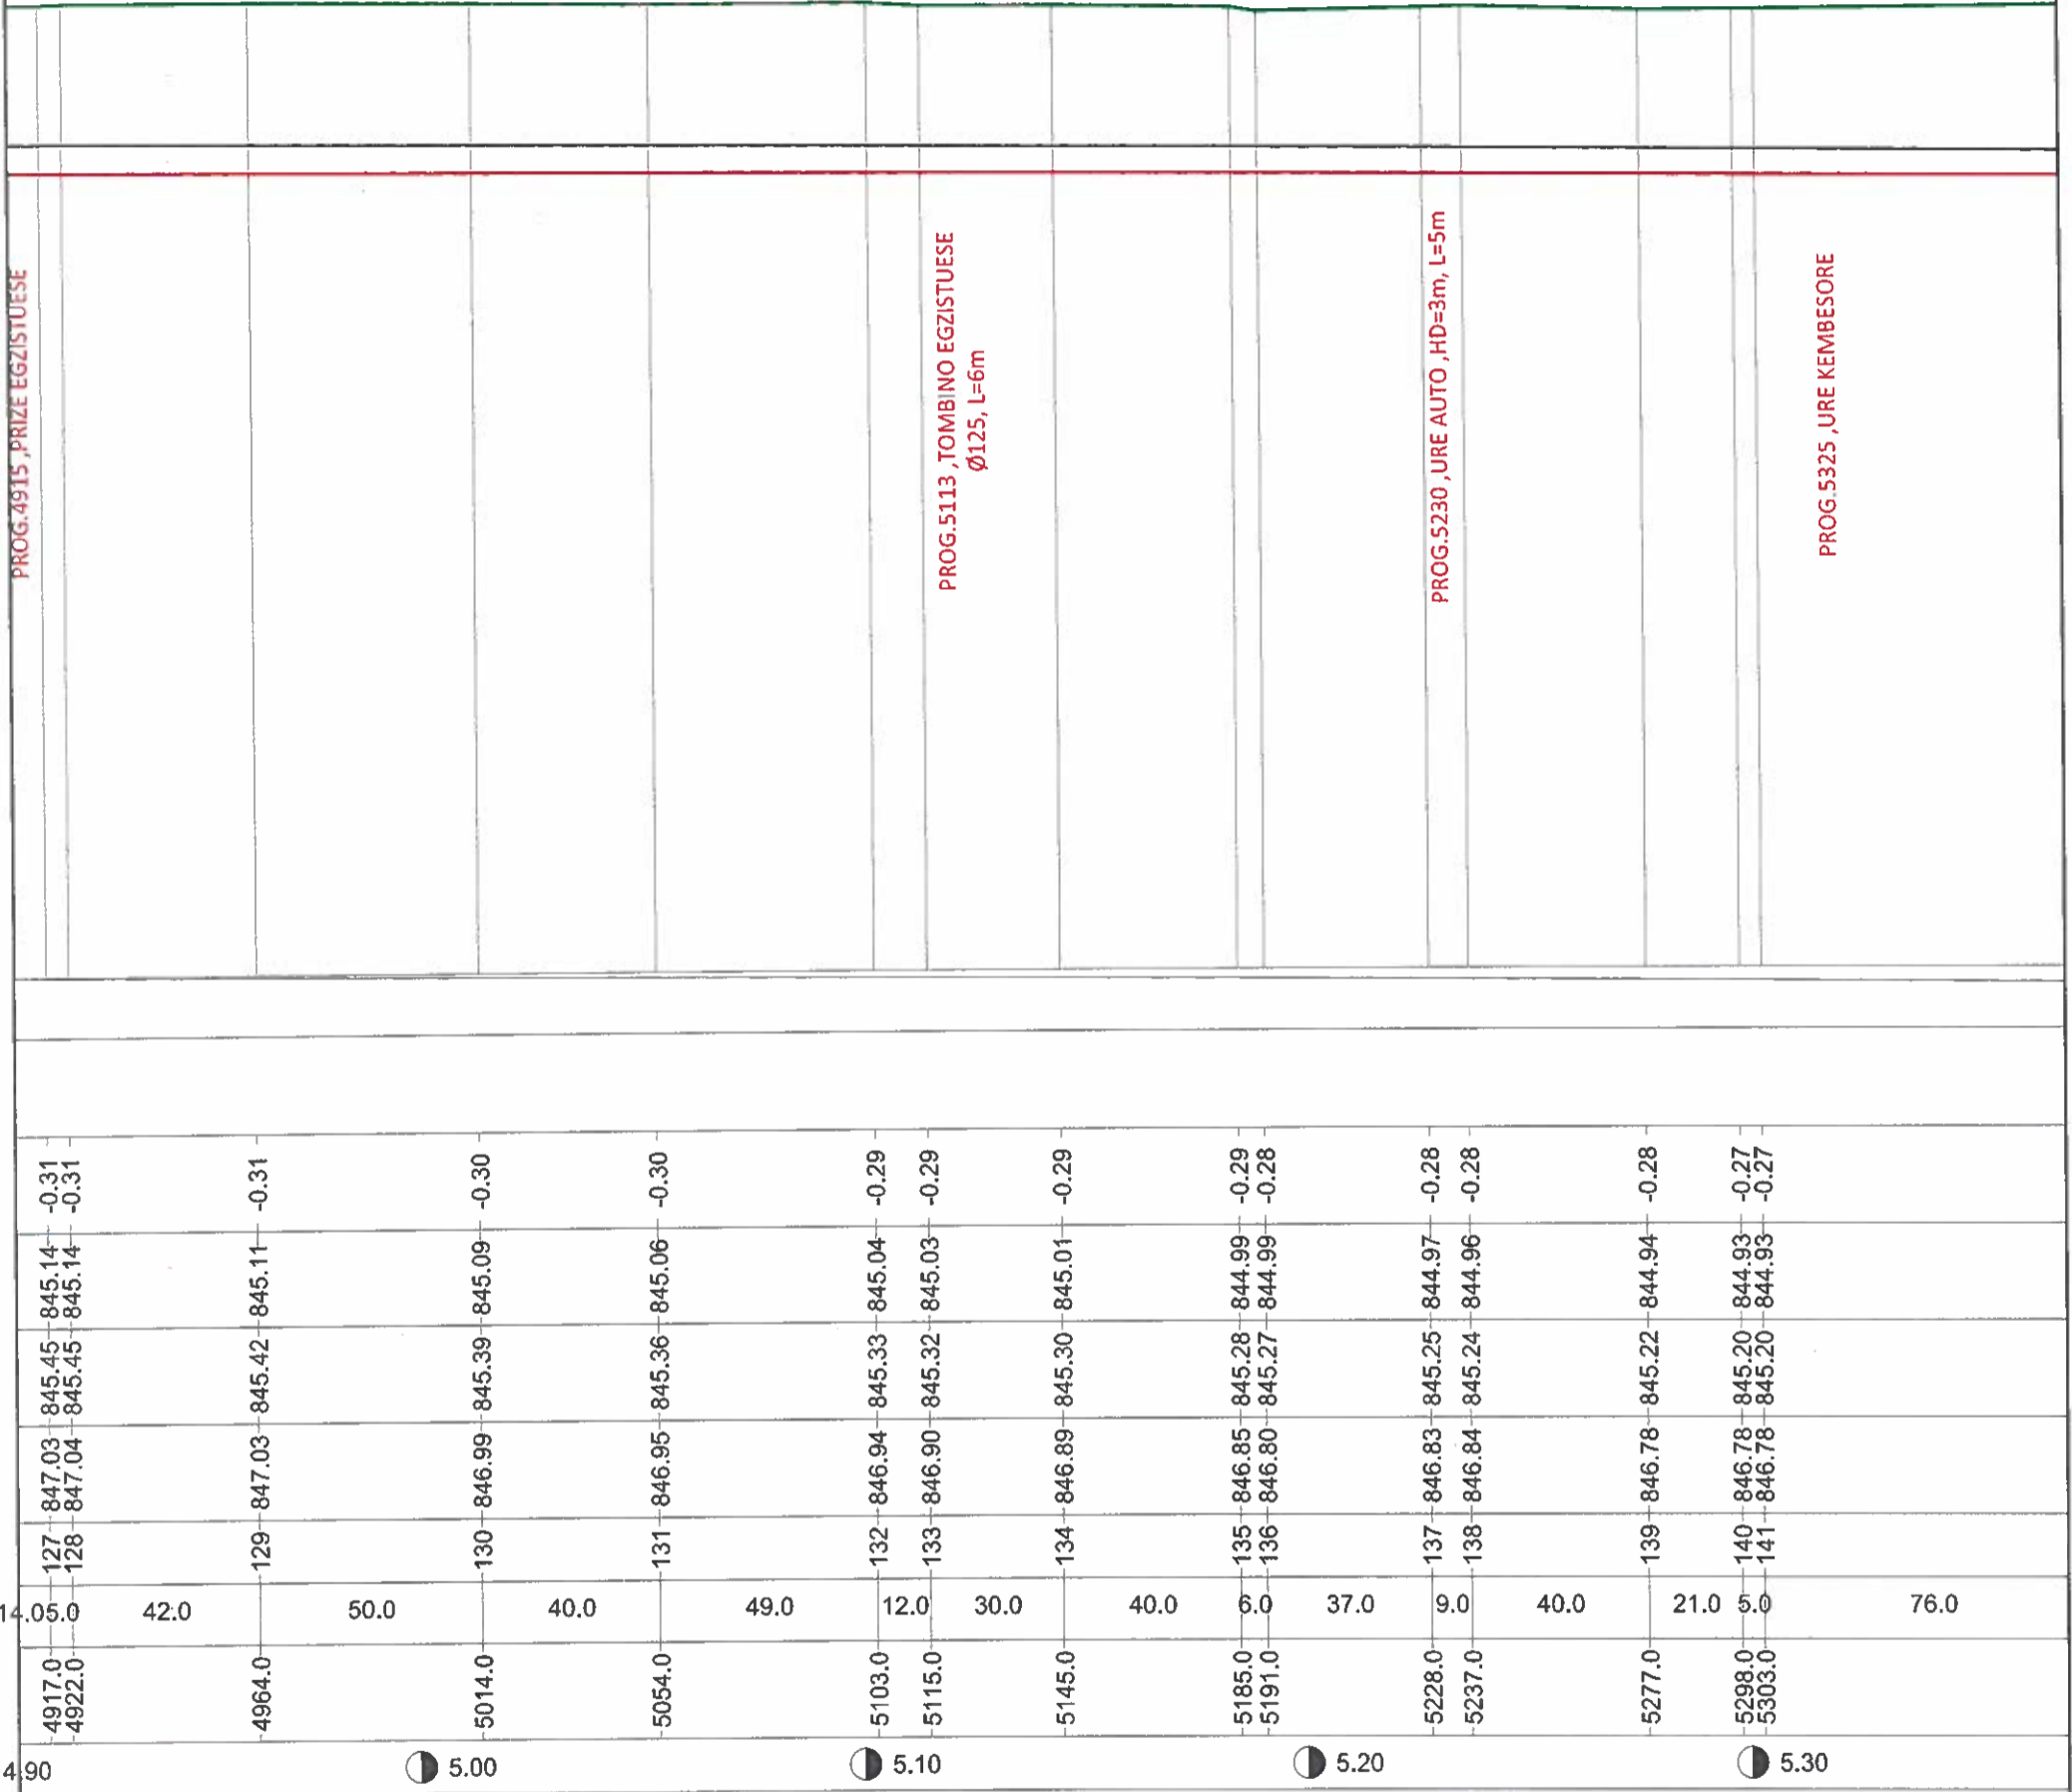 PROG.4915 ,PRIZE EGZISTUESE
PROG.5113 ,TOMBINO EGZISTUESE
Ø125, L=6m
PROG.5230 ,URE AUTO ,HD=3m, L=5m
PROG.5325 ,URE KEMBESORE
-0.31 -0.31 -0.31 -0.30 -0.30 -0.29 -0.29 -0.29 -0.29 -0.28 -0.28 -0.28 -0.28 -0.27 -0.27
845.14 845.14 845.11 845.09 845.06 845.04 845.03 845.01 844.99 844.99 844.97 844.96 844.94 844.93 844.93
845.45 845.45 845.42 845.39 845.36 845.33 845.32 845.30 845.28 845.27 845.25 845.24 845.22 845.20 845.20
847.03 847.04 847.03 846.99 846.95 846.94 846.90 846.89 846.85 846.80 846.83 846.84 846.78 846.78 846.78
127 128 129 130 131 132 133 134 135 136 137 138 139 140 141
14.0 5.0 42.0 50.0 40.0 49.0 12.0 30.0 40.0 6.0 37.0 9.0 40.0 21.0 5.0 76.0
4917.0 4922.0 4964.0 5014.0 5054.0 5103.0 5115.0 5145.0 5185.0 5191.0 5228.0 5237.0 5277.0 5298.0 5303.0
4.90 5.00 5.10 5.20 5.30